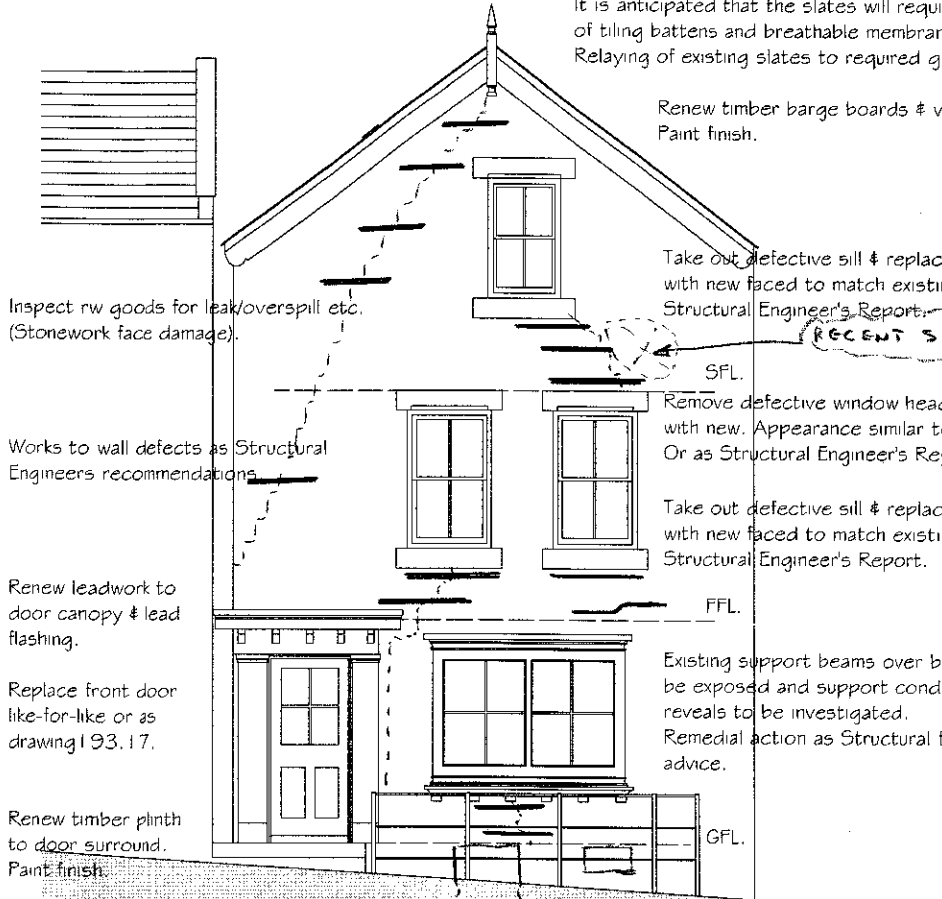 It is anticipated that the slates will requi
of tiling battens and breathable membrar
Relaying of existing slates to required g
Renew timber barge boards & v
Paint finish.
Inspect rw goods for leak/overspill etc.
(Stonework face damage).
Take out defective sill & replac
with new faced to match existin
Structural Engineer's Report.
RECENT S
SFL.
Remove defective window head
with new. Appearance similar to
Or as Structural Engineer's Re
Works to wall defects as Structural
Engineers recommendations
Take out defective sill & replac
with new faced to match existin
Structural Engineer's Report.
FFL.
Renew leadwork to
door canopy & lead
flashing.
Replace front door
like-for-like or as
drawing 193.17.
Existing support beams over b
be exposed and support cond
reveals to be investigated.
Remedial action as Structural
advice.
GFL.
Renew timber plinth
to door surround.
Paint finish.